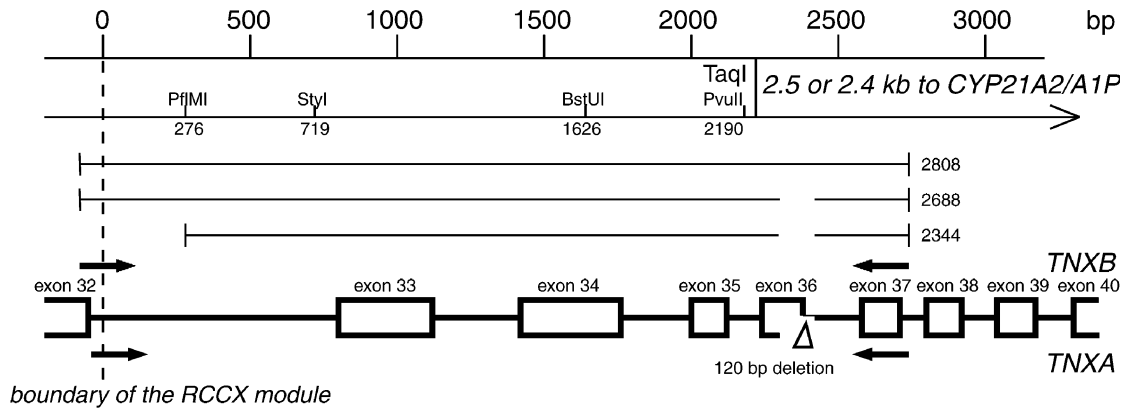 0 500 1000 1500 2000 2500 3000 bp
TaqI
2.5 or 2.4 kb to CYP21A2/A1P
PflMI StyI BstUI PvuII
276 719 1626 2190
2808
2688
2344
TNXB
exon 32 exon 33 exon 34 exon 35 exon 36 exon 37 exon 38 exon 39 exon 40
120 bp deletion
TNXA
boundary of the RCCX module